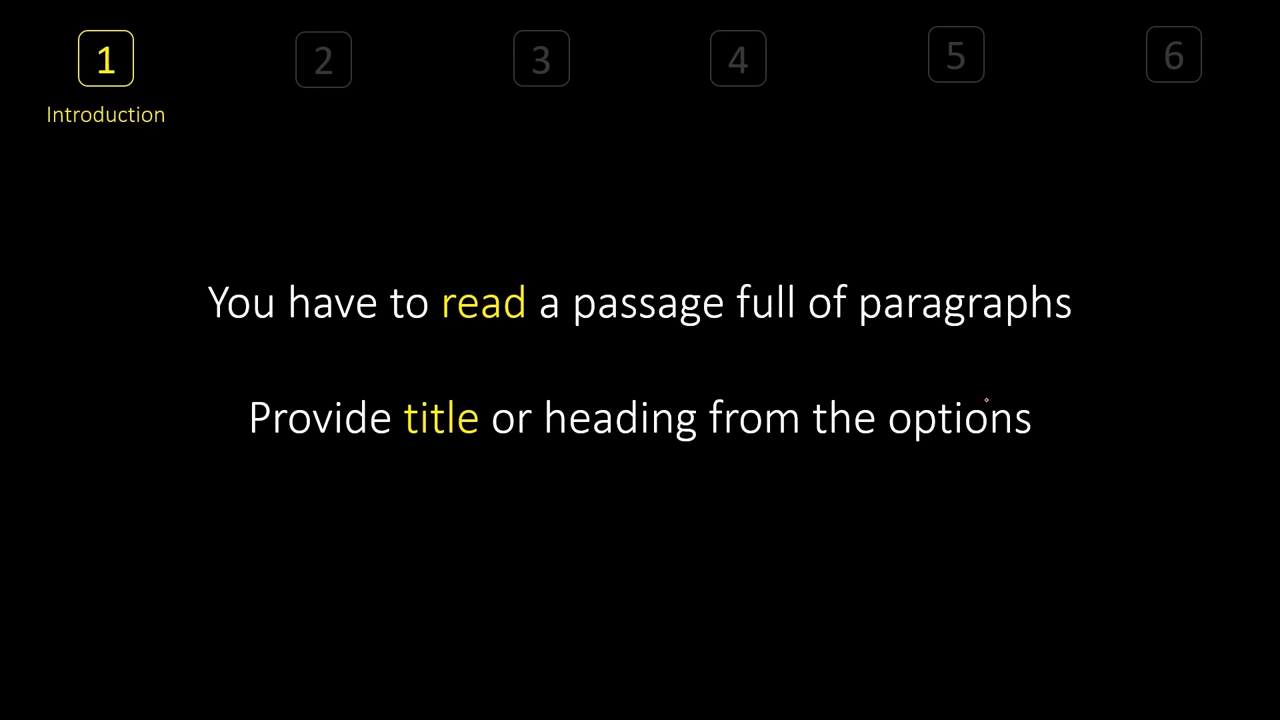 1 2 3 4 5 6
Introduction
You have to read a passage full of paragraphs
Provide title or heading from the options